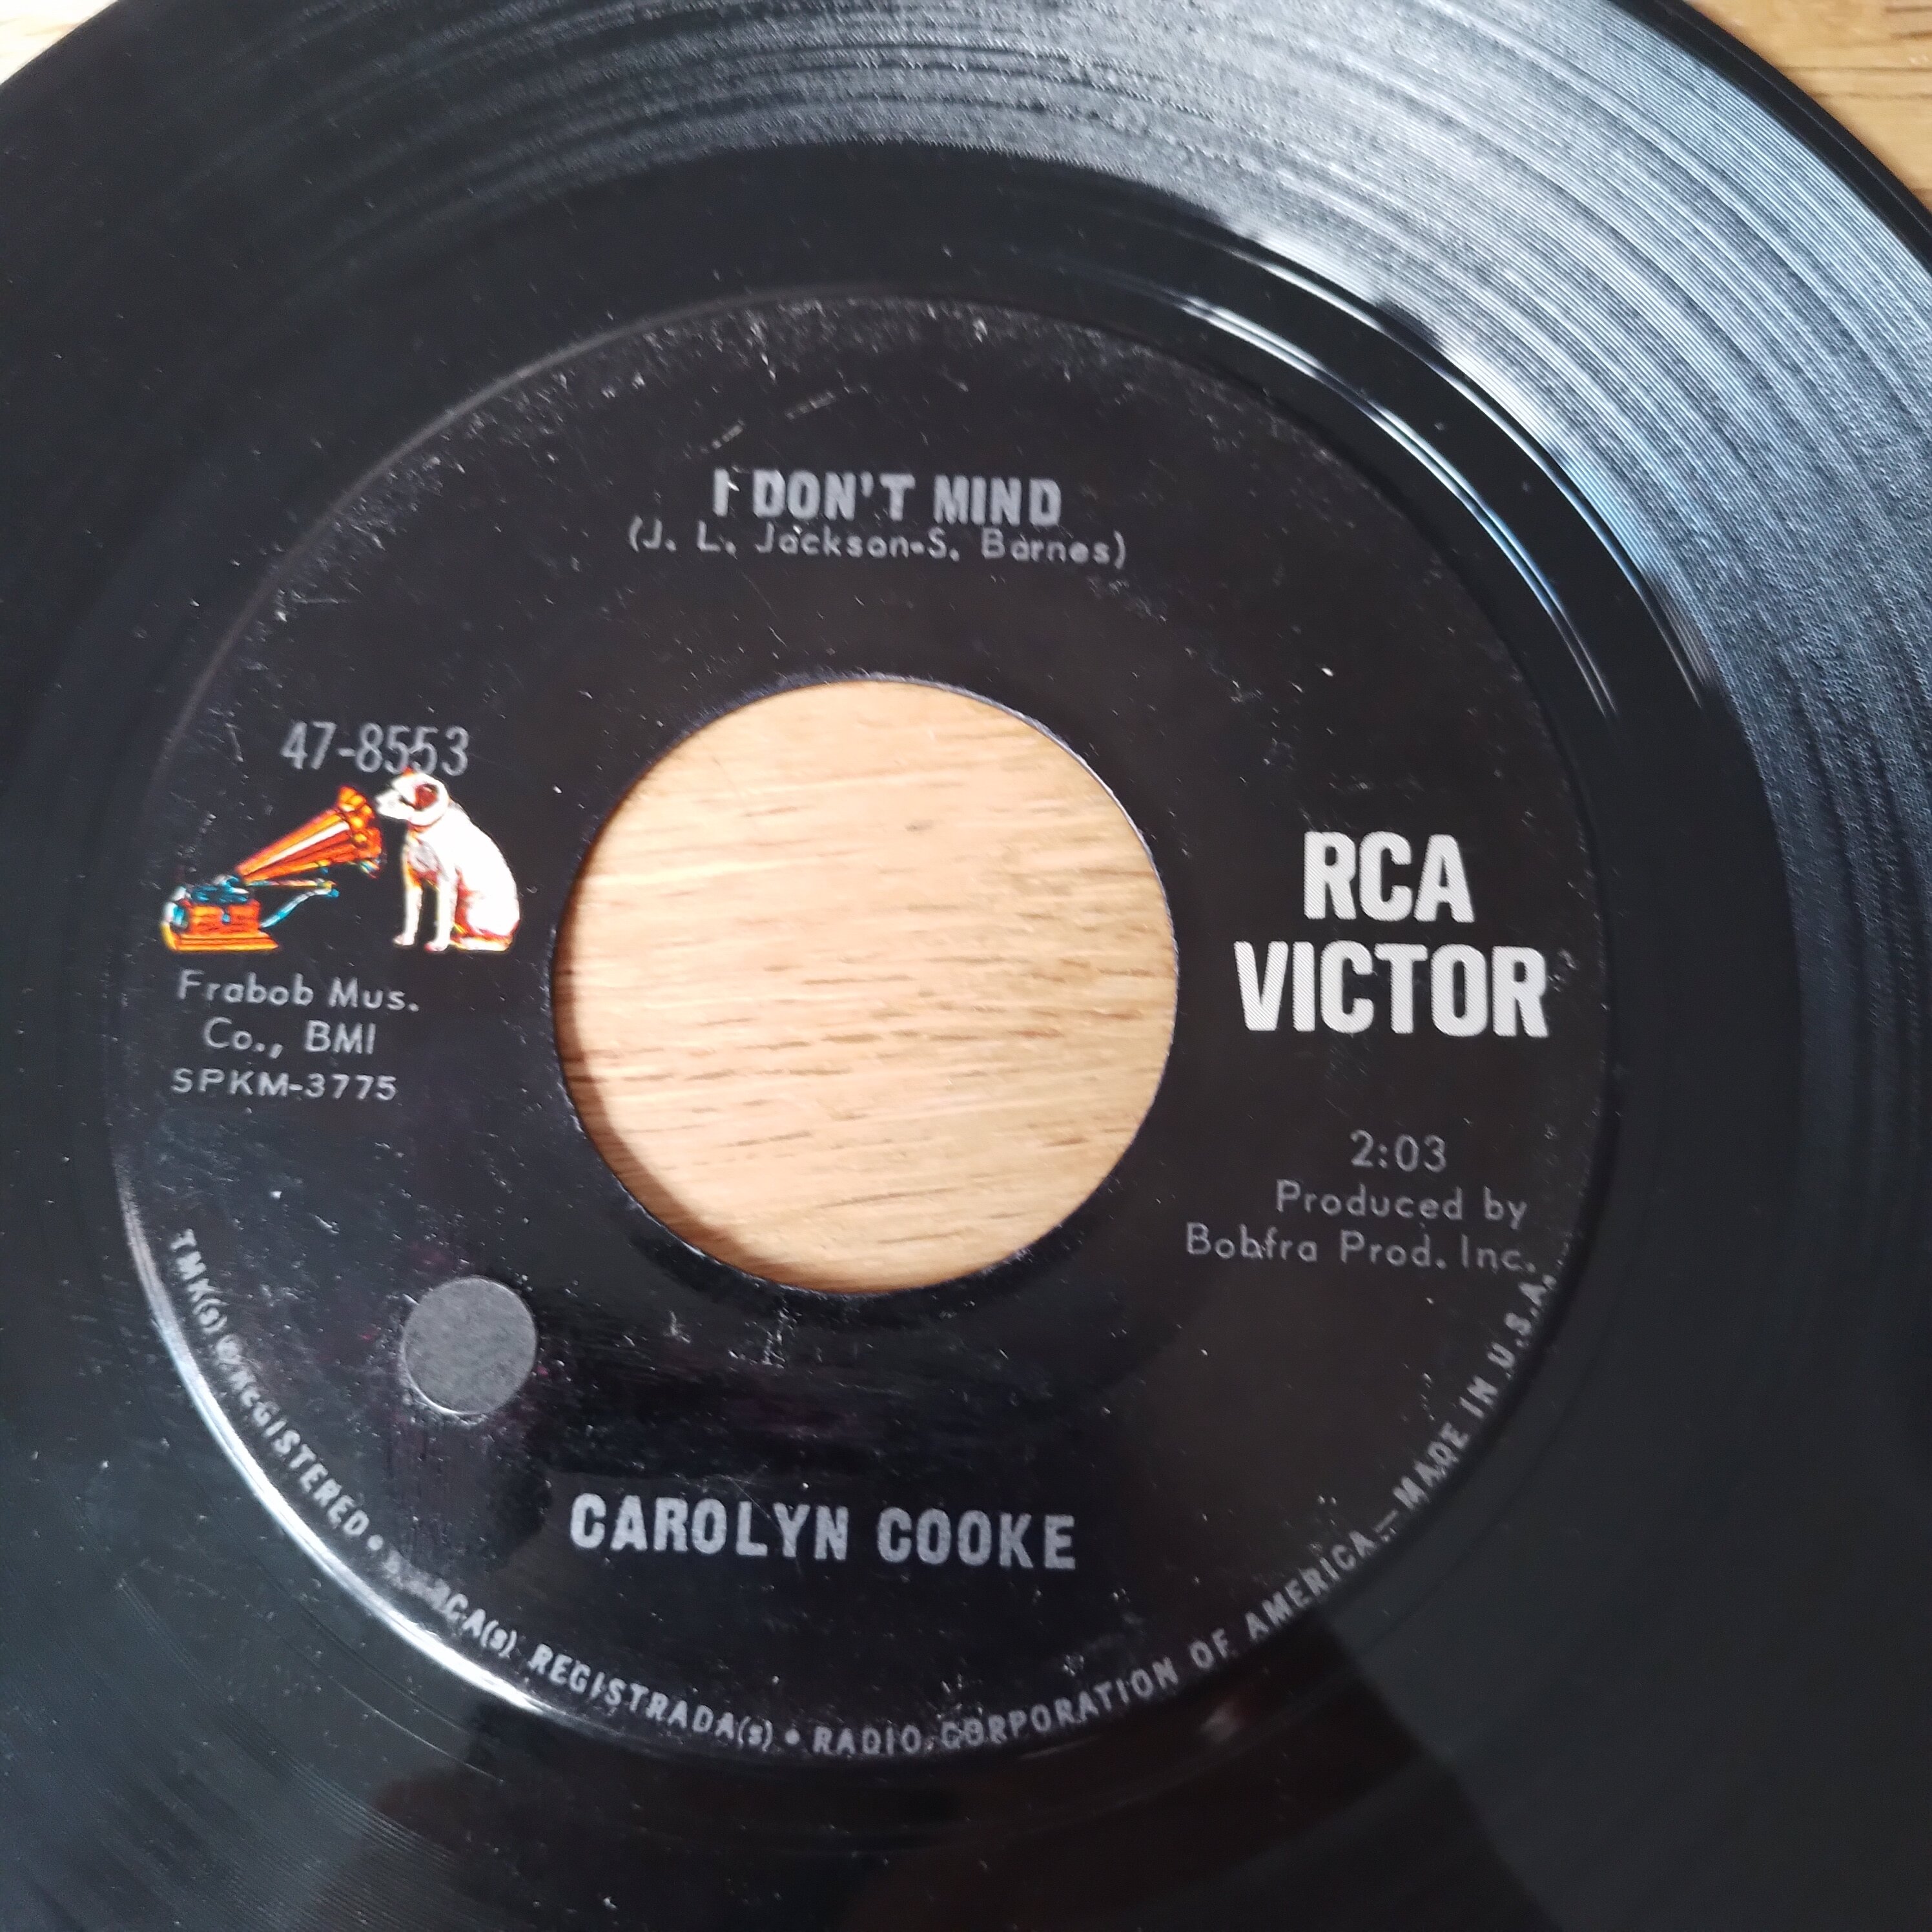 I DON'T MIND
(J. L. Jackson-S. Barnes)
47-8553
Frabob Mus.
Co., BMI
SPKM-3775
RCA
VICTOR
2:03
Produced by
Bobfra Prod. Inc.
CAROLYN COOKE
TMK(s) ® REGISTERED • MARCA(s) REGISTRADA(s) • RADIO CORPORATION OF AMERICA — MADE IN U.S.A.